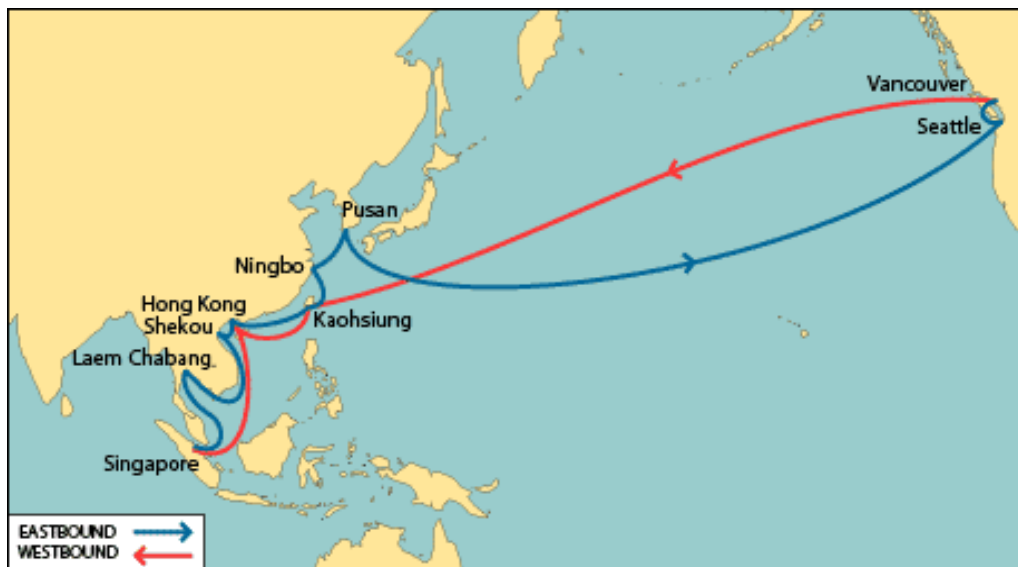 Vancouver
Seattle
Pusan
Ningbo
Hong Kong
Shekou
Kaohsiung
Laem Chabang
Singapore
EASTBOUND
WESTBOUND